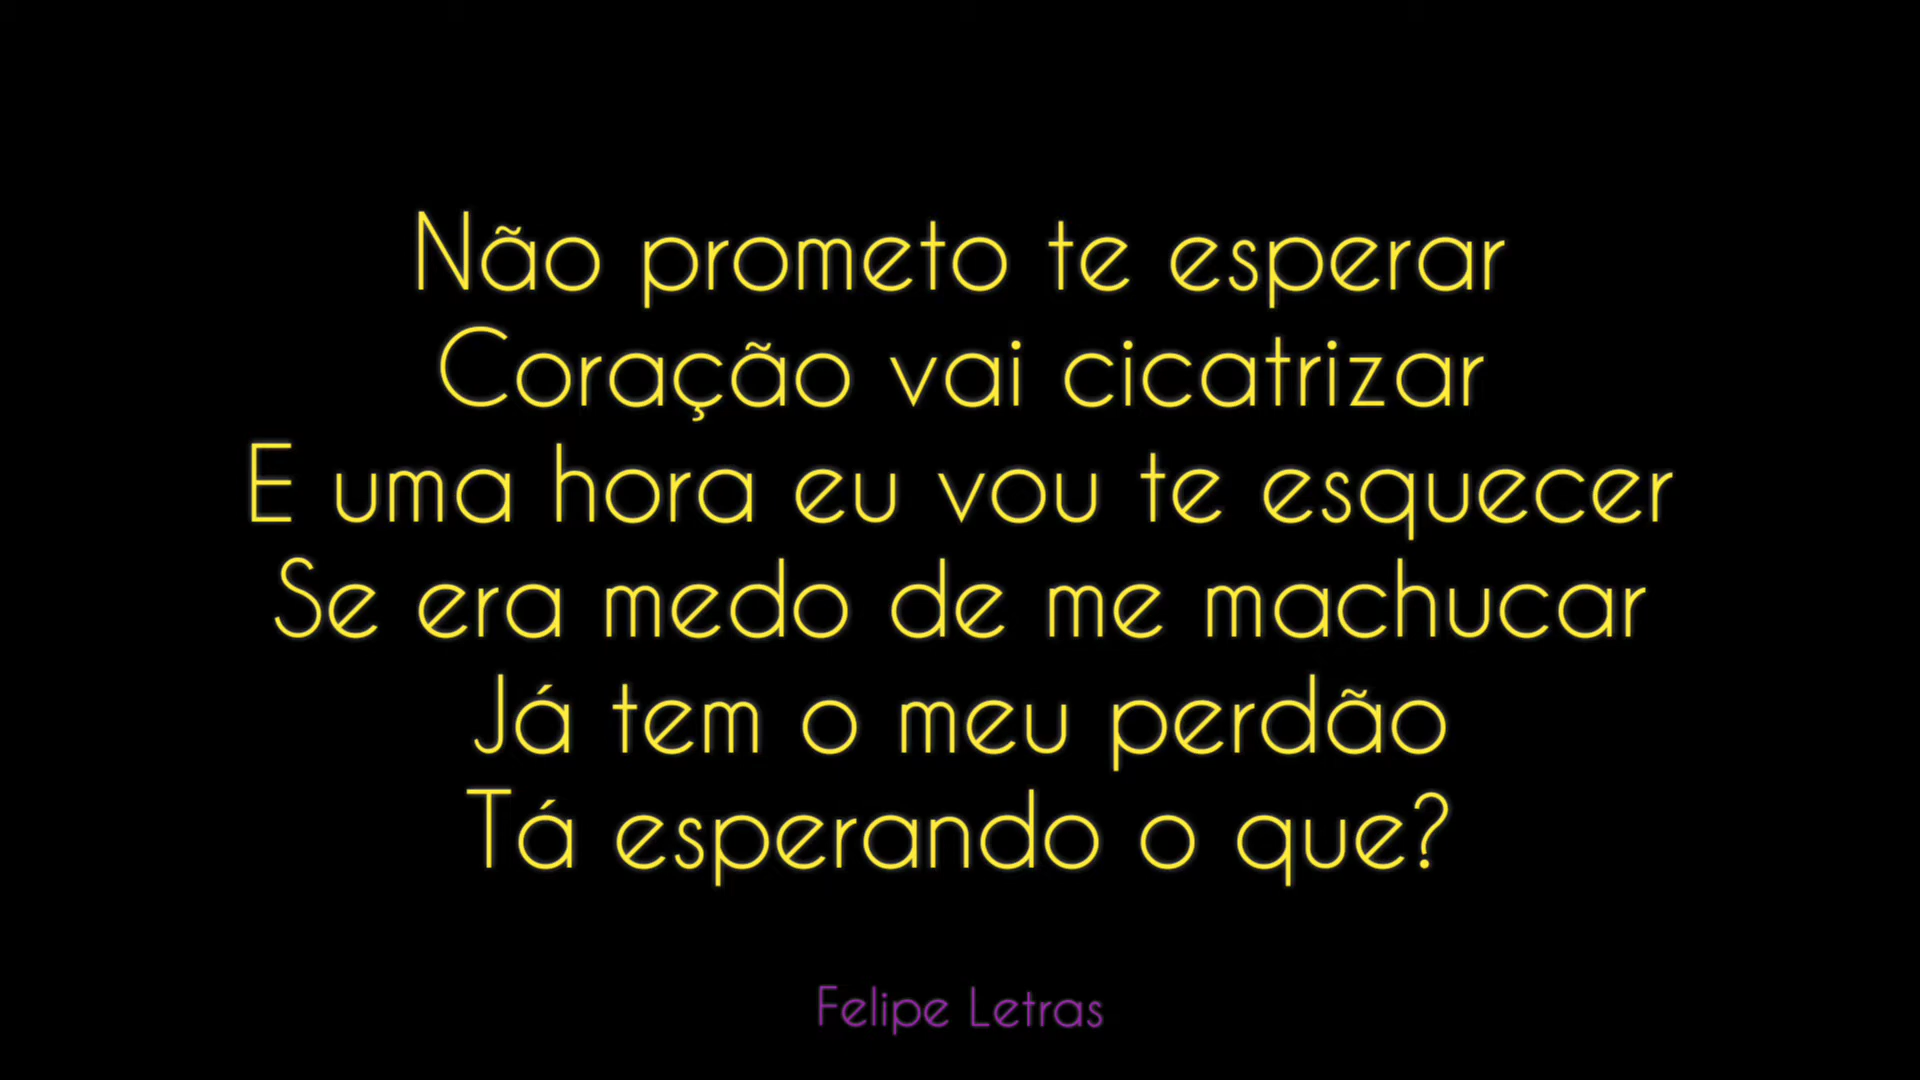 Não prometo te esperar
Coração vai cicatrizar
E uma hora eu vou te esquecer
Se era medo de me machucar
Já tem o meu perdão
Tá esperando o que?
Felipe Letras